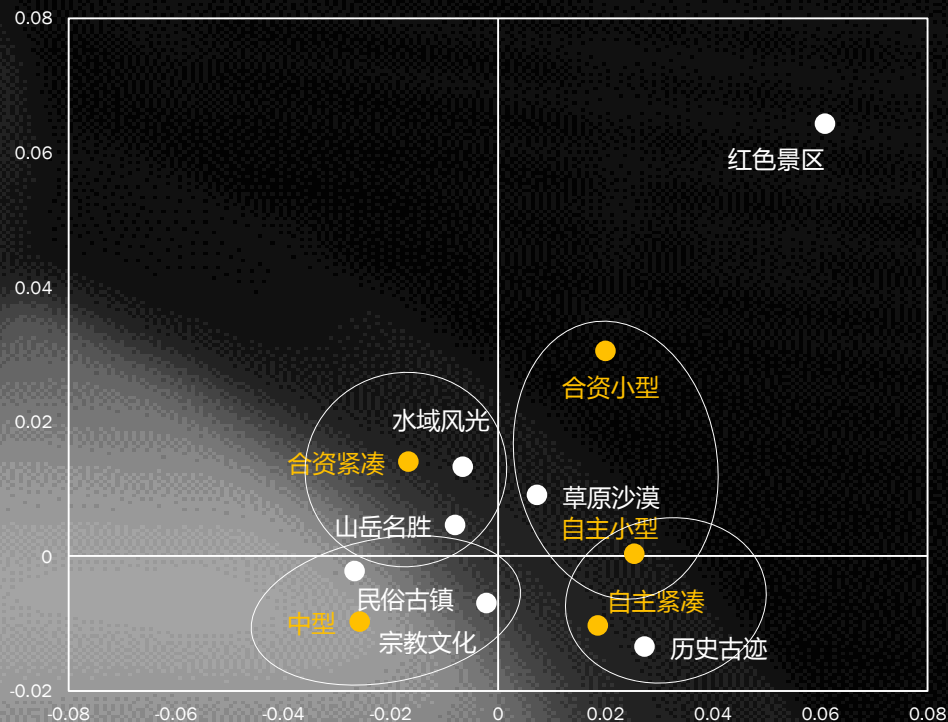 0.08
0.06
红色景区
0.04
合资小型
0.02
水域风光
合资紧凑
草原沙漠
山岳名胜
自主小型
0
民俗古镇
自主紧凑
中型
宗教文化
历史古迹
-0.02
-0.08
-0.06
-0.04
-0.02
0
0.02
0.04
0.06
0.08